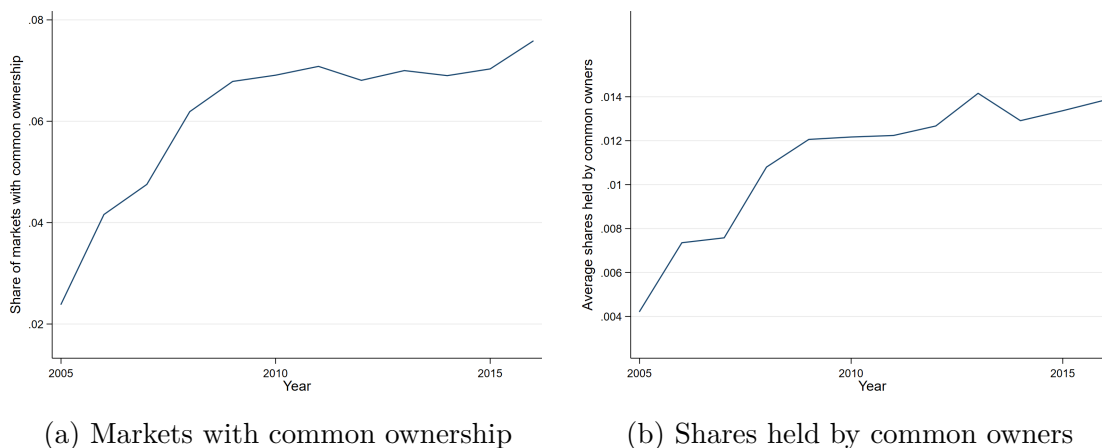 .08
.06
.04
.02
Share of markets with common ownership
2005 2010 2015
Year
(a) Markets with common ownership
.014
.012
.01
.008
.006
.004
Average shares held by common owners
2005 2010 2015
Year
(b) Shares held by common owners